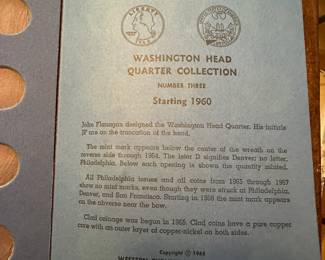 LIBERTY
WASHINGTON HEAD
QUARTER COLLECTION
NUMBER THREE
Starting 1960
John Flanagan designed the Washington Head Quarter. His initials
JF are on the truncation of the head.
The mint mark appears below the center of the wreath on the
reverse side through 1964. The letter D signifies Denver; no letter,
Philadelphia. Below each opening is shown the quantity minted.
All Philadelphia issues and all coins from 1965 through 1967
show no mint marks, even though they were struck at Philadelphia,
Denver, and San Francisco. Starting in 1968 the mint mark appears
on the obverse near the bow.
Clad coinage was begun in 1965. Clad coins have a pure copper
core with an outer layer of copper-nickel on both sides.
Copyright ©
WESTERN